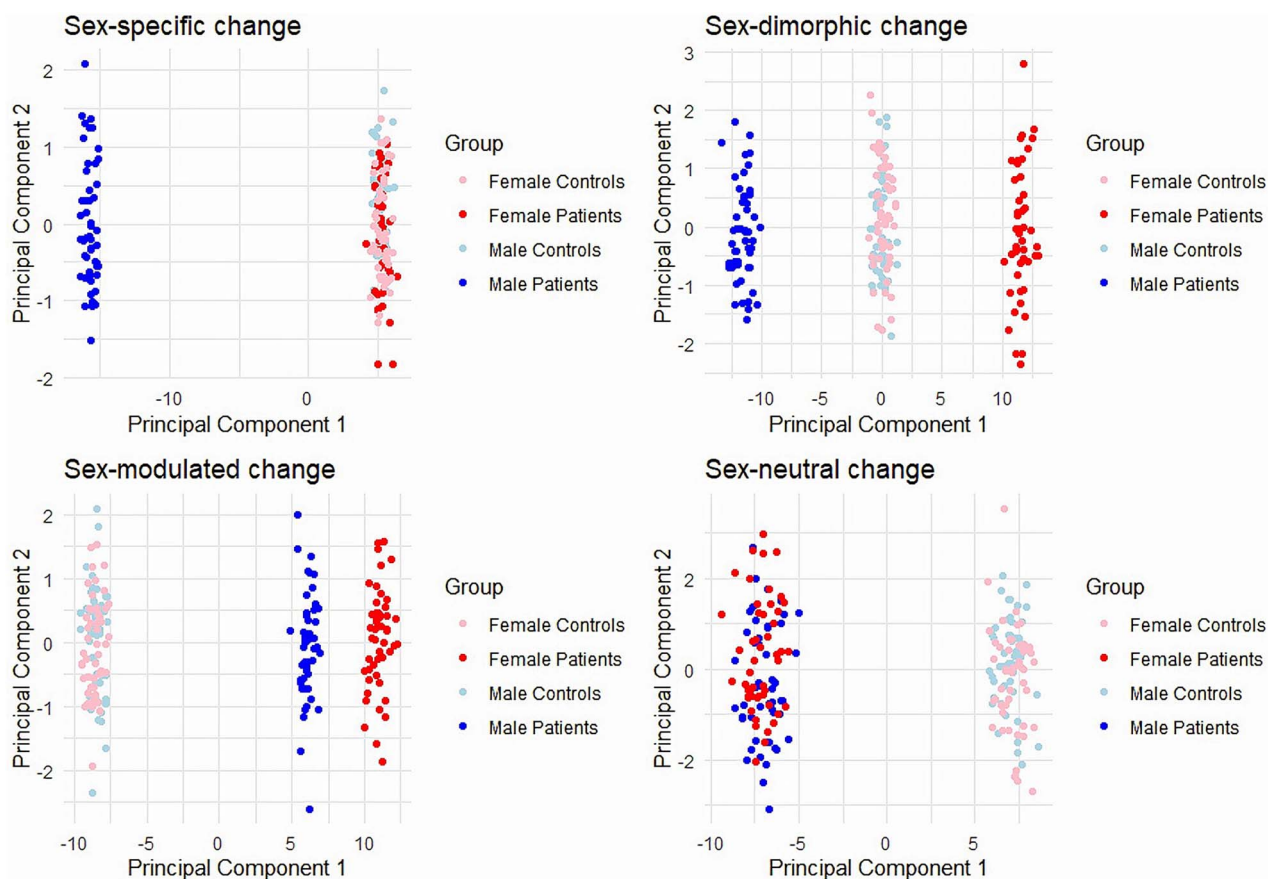 Sex-specific change
Principal Component 2
2
1
0
-1
-2
-10
0
Principal Component 1
Group
Female Controls
Female Patients
Male Controls
Male Patients
Sex-dimorphic change
Principal Component 2
3
2
1
0
-1
-2
-10
-5
0
5
10
Principal Component 1
Group
Female Controls
Female Patients
Male Controls
Male Patients
Sex-modulated change
Principal Component 2
2
1
0
-1
-2
-10
-5
0
5
10
Principal Component 1
Group
Female Controls
Female Patients
Male Controls
Male Patients
Sex-neutral change
Principal Component 2
2
0
-2
-10
-5
0
5
Principal Component 1
Group
Female Controls
Female Patients
Male Controls
Male Patients